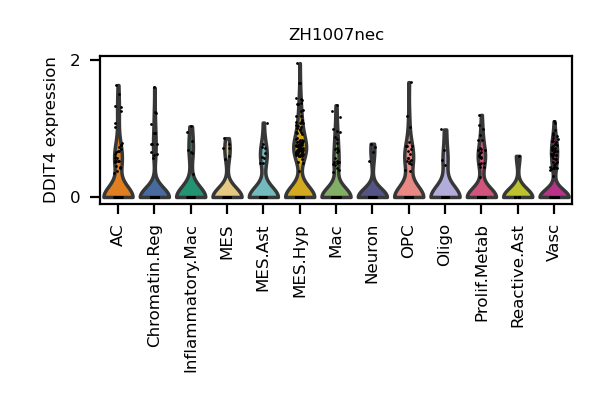 ZH1007nec
DDIT4 expression
2
0
AC
Chromatin.Reg
Inflammatory.Mac
MES
MES.Ast
MES.Hyp
Mac
Neuron
OPC
Oligo
Prolif.Metab
Reactive.Ast
Vasc